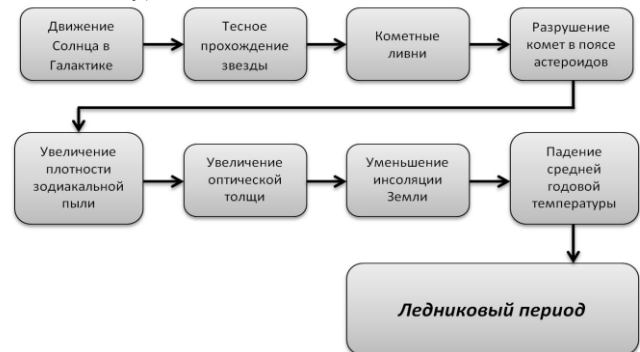 Движение
Солнца в
Галактике
Тесное
прохождение
звезды
Кометные
ливни
Разрушение
комет в поясе
астероидов
Увеличение
плотности
зодиакальной
пыли
Увеличение
оптической
толщи
Уменьшение
инсоляции
Земли
Падение
средней
годовой
температуры
Ледниковый период